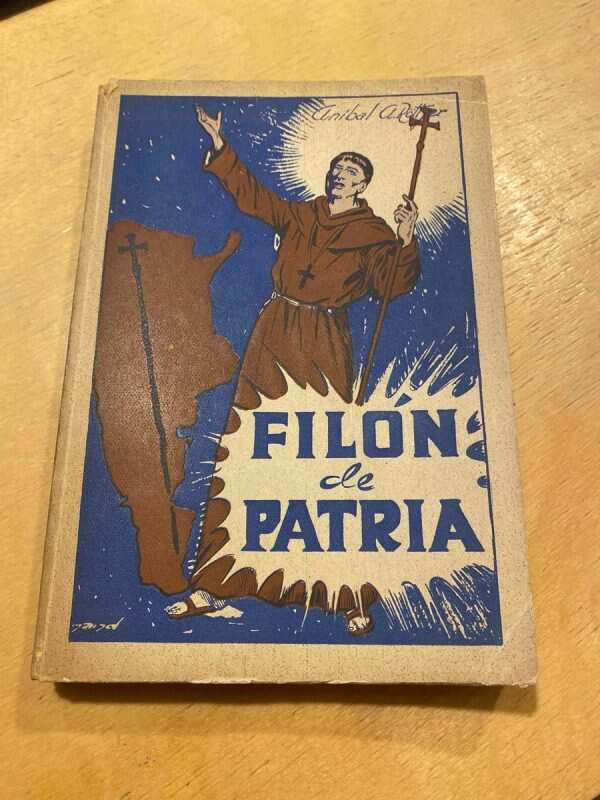 Anibal A.
FILÓN
de
PATRIA